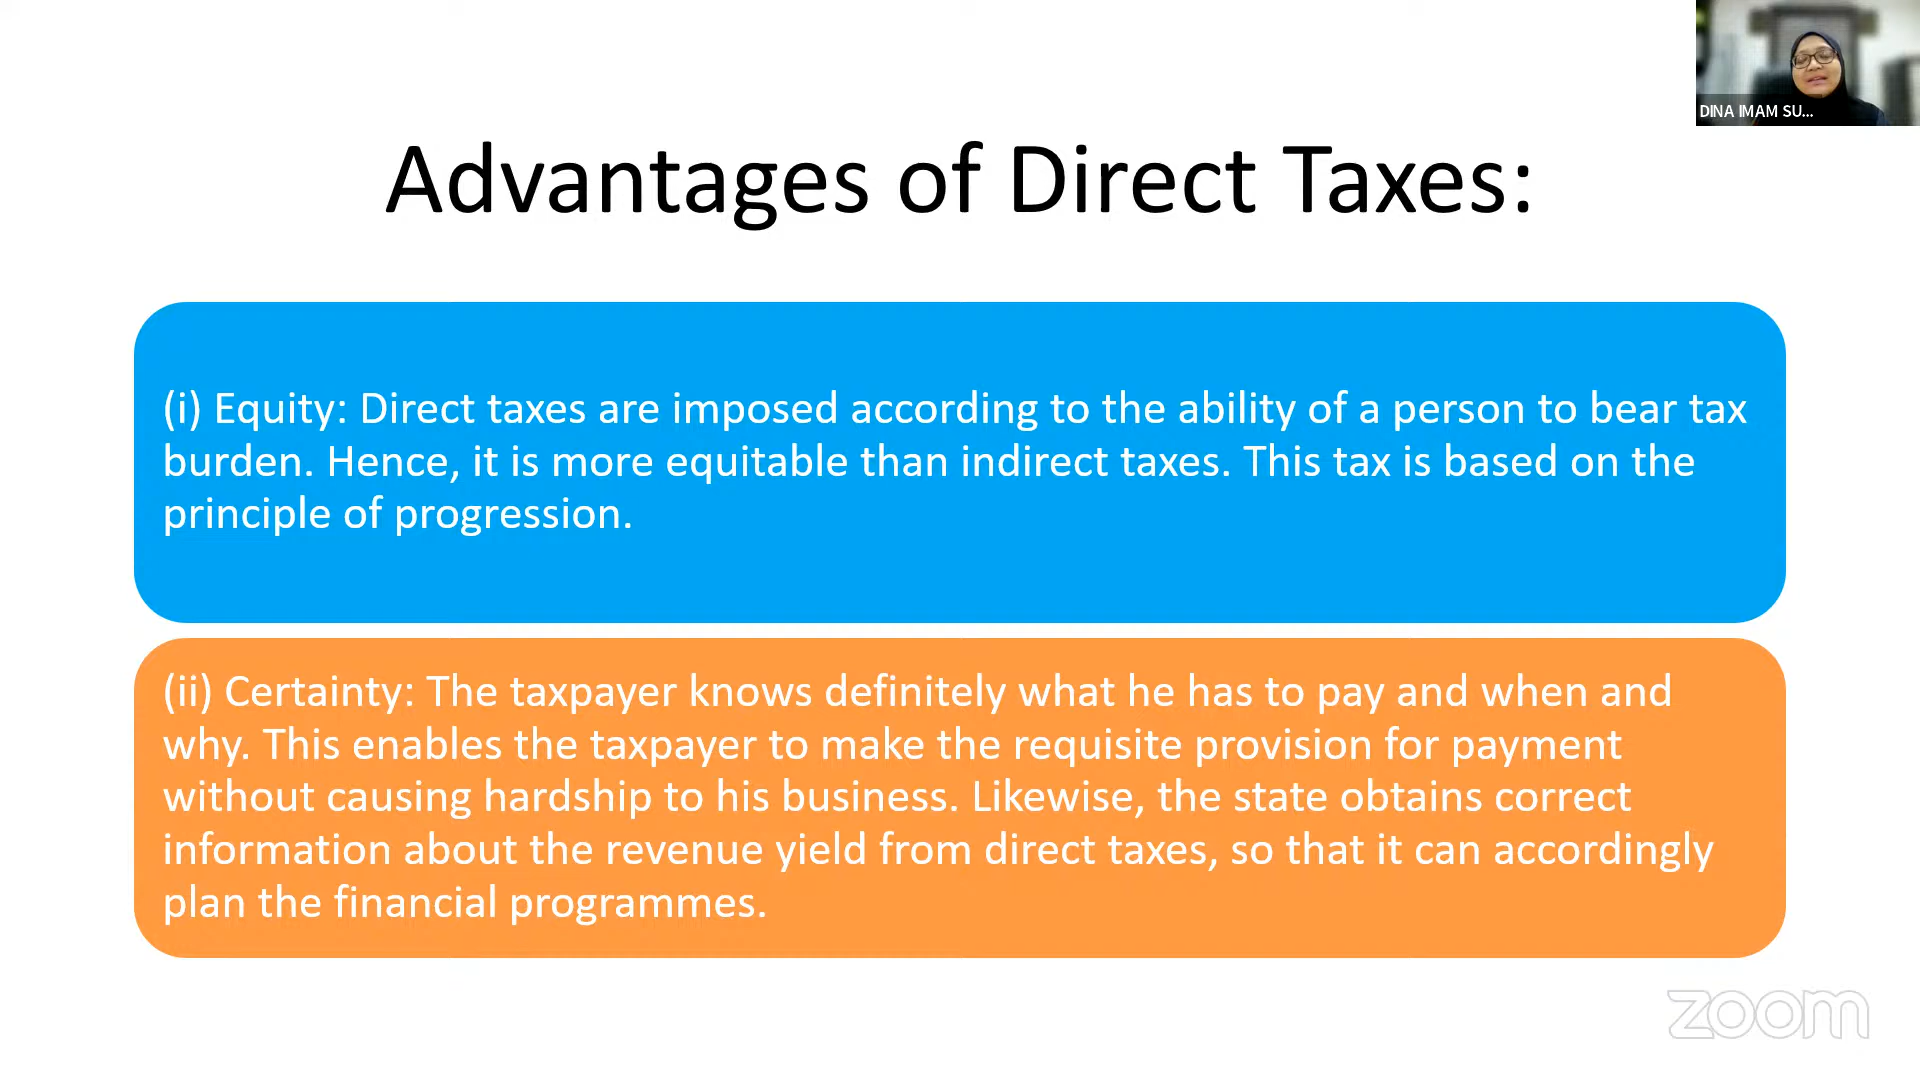 DINA IMAM SU...
Advantages of Direct Taxes:
(i) Equity: Direct taxes are imposed according to the ability of a person to bear tax
burden. Hence, it is more equitable than indirect taxes. This tax is based on the
principle of progression.
(ii) Certainty: The taxpayer knows definitely what he has to pay and when and
why. This enables the taxpayer to make the requisite provision for payment
without causing hardship to his business. Likewise, the state obtains correct
information about the revenue yield from direct taxes, so that it can accordingly
plan the financial programmes.
zoom